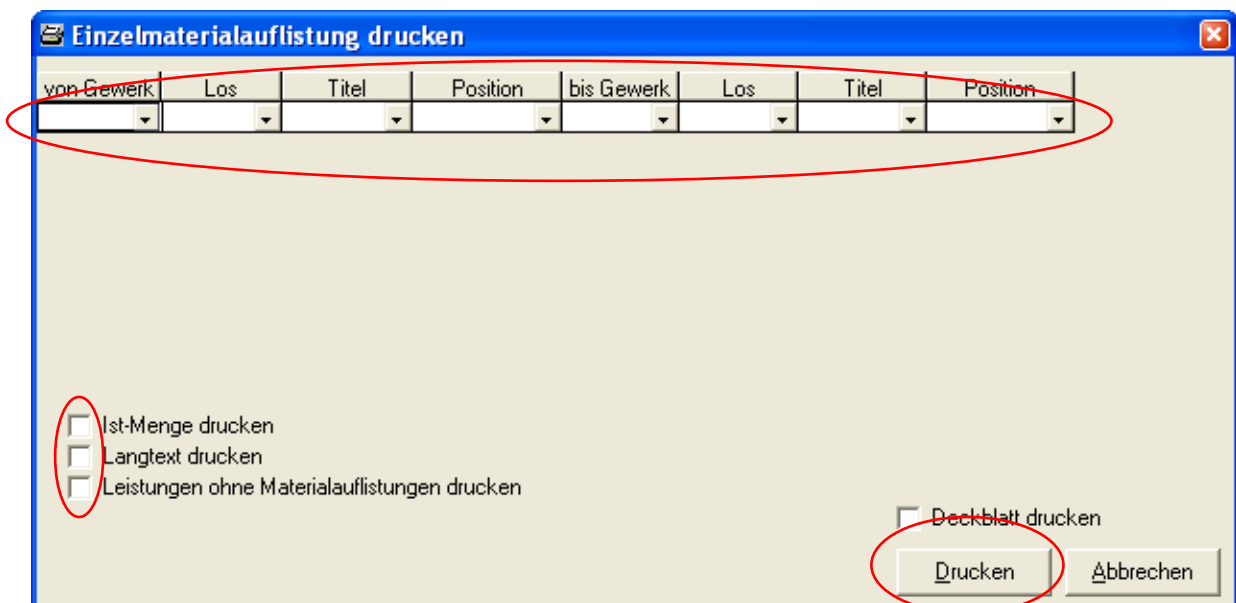 Einzelmaterialauflistung drucken
von Gewerk Los Titel Position bis Gewerk Los Titel Position
Ist-Menge drucken
Langtext drucken
Leistungen ohne Materialauflistungen drucken
Deckblatt drucken
Drucken Abbrechen